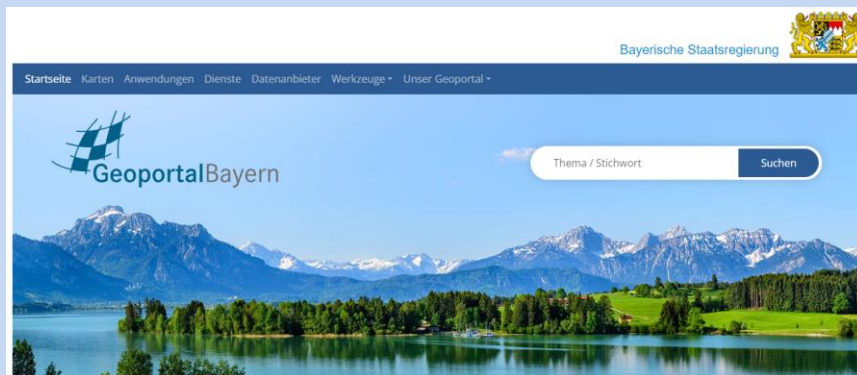 Bayerische Staatsregierung
Startseite Karten Anwendungen Dienste Datenanbieter Werkzeuge Unser Geoportal
GeoportalBayern
Thema / Stichwort Suchen